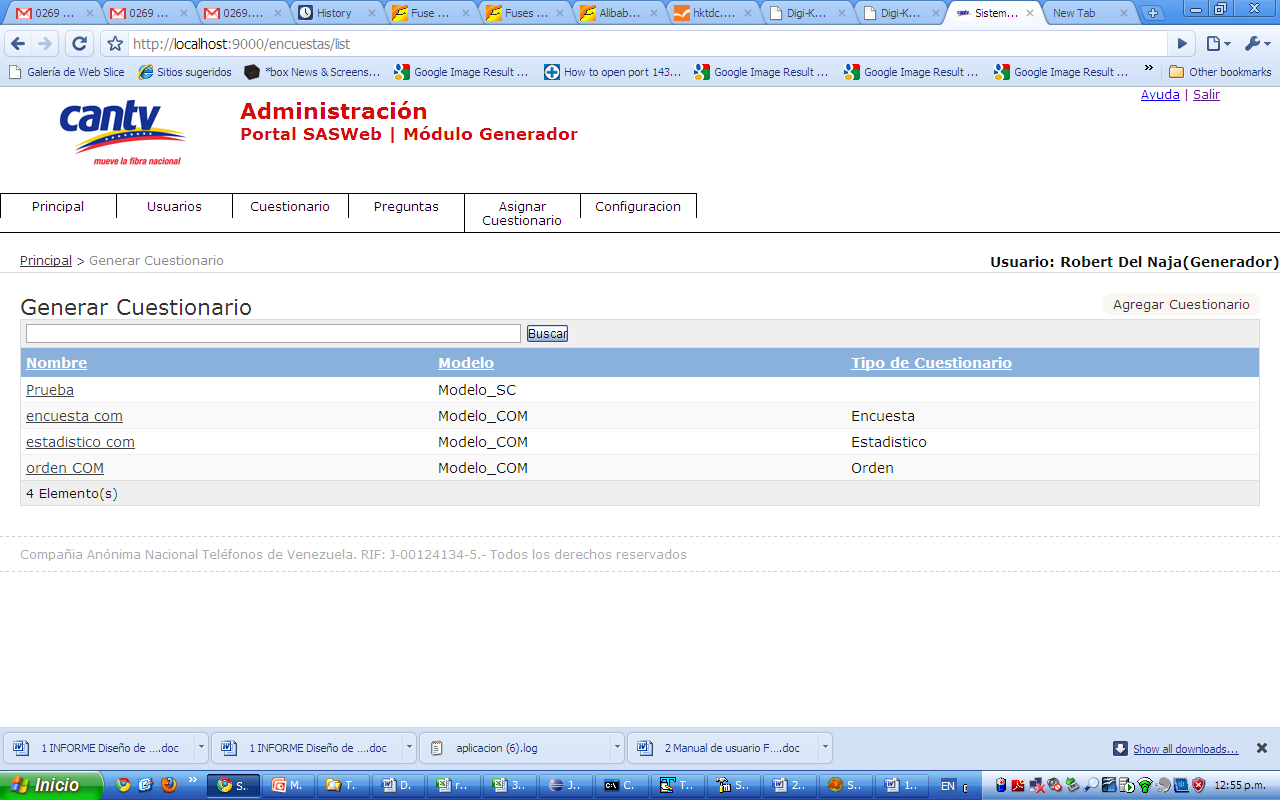 0269 ... 0269 ... 0269.... History Fuse ... Fuses ... Alibab... hktdc.... Digi-K... Digi-K... Sistem... New Tab
http://localhost:9000/encuestas/list
Galería de Web Slice Sitios sugeridos *box News & Screens... Google Image Result ... How to open port 143... Google Image Result ... Google Image Result ... Google Image Result ... » Other bookmarks
Ayuda | Salir
cantv
mueve la fibra nacional
Administración
Portal SASWeb | Módulo Generador
Principal Usuarios Cuestionario Preguntas Asignar Cuestionario Configuracion
Principal > Generar Cuestionario
Usuario: Robert Del Naja(Generador)
Generar Cuestionario
Agregar Cuestionario
Buscar
Nombre Modelo Tipo de Cuestionario
Prueba Modelo_SC
encuesta com Modelo_COM Encuesta
estadistico com Modelo_COM Estadistico
orden COM Modelo_COM Orden
4 Elemento(s)
Compañia Anónima Nacional Teléfonos de Venezuela. RIF: J-00124134-5.- Todos los derechos reservados
1 INFORME Diseño de ....doc 1 INFORME Diseño de ....doc aplicacion (6).log 2 Manual de usuario F....doc Show all downloads...
Inicio » S.. M.. T.. D.. r.. 3.. J.. C. T.. S.. 2.. S.. 1.. EN 12:55 p.m.